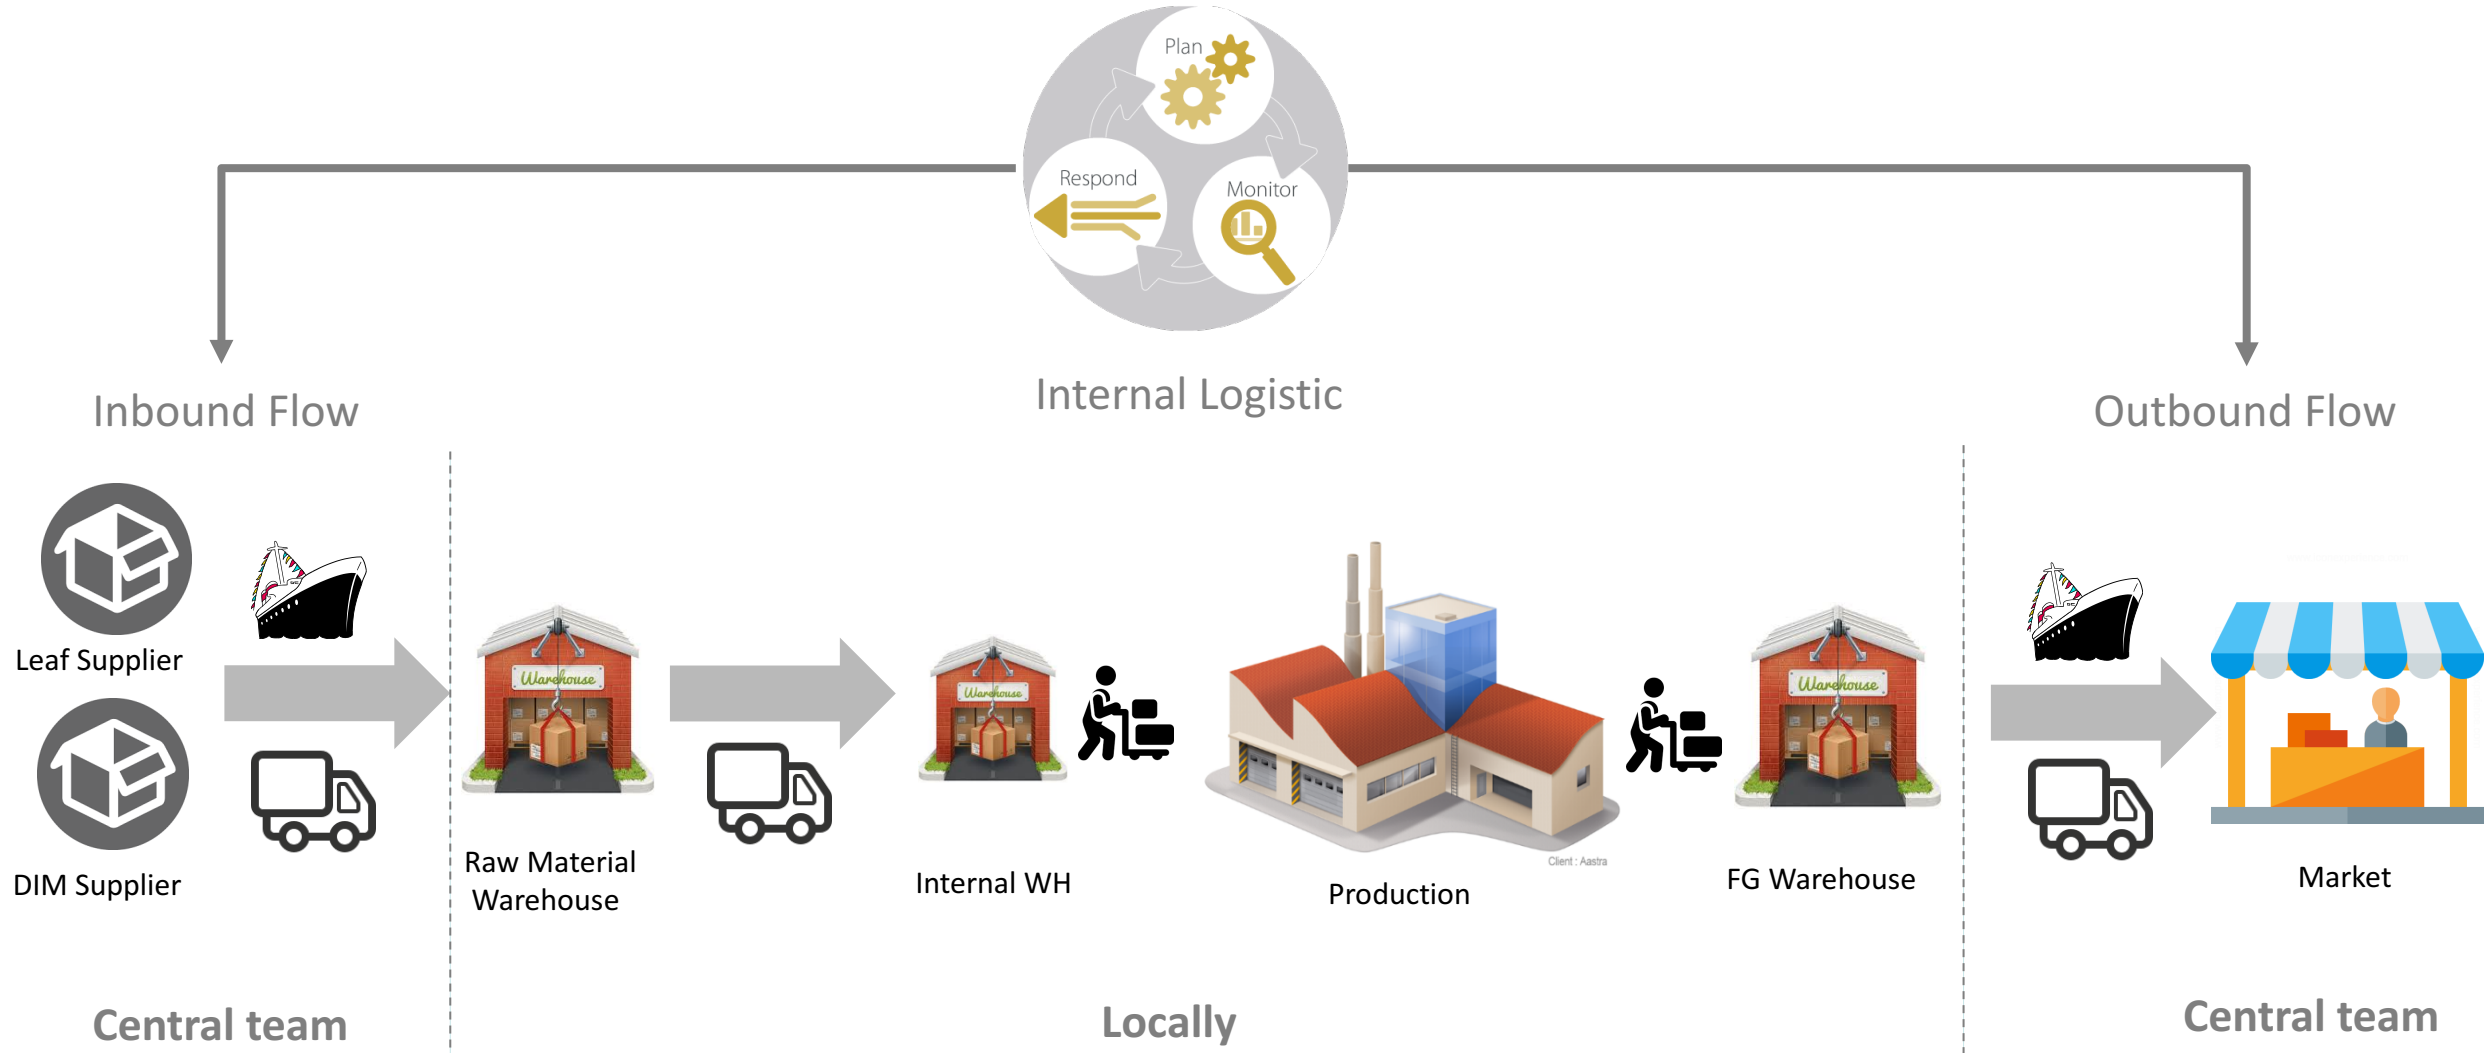 Plan
Respond
Monitor
Inbound Flow
Internal Logistic
Outbound Flow
Leaf Supplier
DIM Supplier
Warehouse
Raw Material
Warehouse
Warehouse
Internal WH
Client : Aastra
Production
Warehouse
FG Warehouse
Market
Central team
Locally
Central team